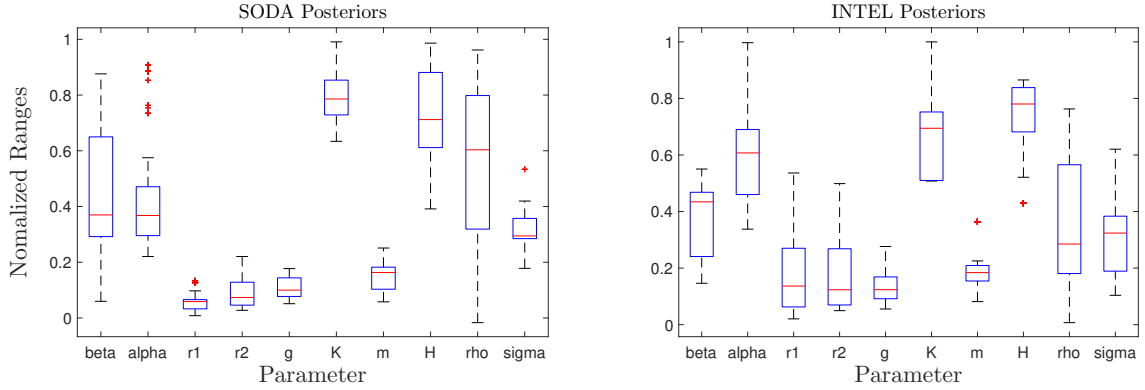 SODA Posteriors
Nomalized Ranges
1
0.8
0.6
0.4
0.2
0
beta alpha r1 r2 g K m H rho sigma
Parameter
INTEL Posteriors
1
0.8
0.6
0.4
0.2
0
beta alpha r1 r2 g K m H rho sigma
Parameter